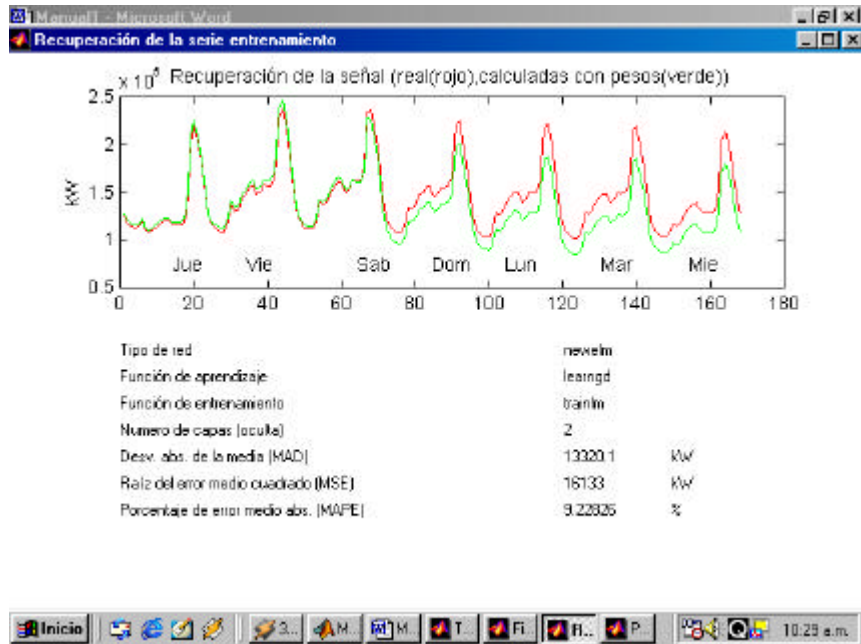 ManualT - Microsoft Word
Recuperación de la serie entrenamiento
x 10 Recuperación de la señal (real(rojo),calculadas con pesos(verde))
2.5
2
1.5
1
0.5
kW
Jue Vie Sab Dom Lun Mar Mie
0 20 40 60 80 100 120 140 160 180
Tipo de red newelm
Función de aprendizaje learngd
Función de entrenamiento trainlm
Numero de capas (oculta) 2
Desv. abs. de la media (MAD) 13320.1 kW
Raíz del error medio cuadrado (MSE) 16133 kW
Porcentaje de error medio abs. (MAPE) 9.22826 %
Inicio 3... M... M... T... Fi... P... 10:29 a.m.